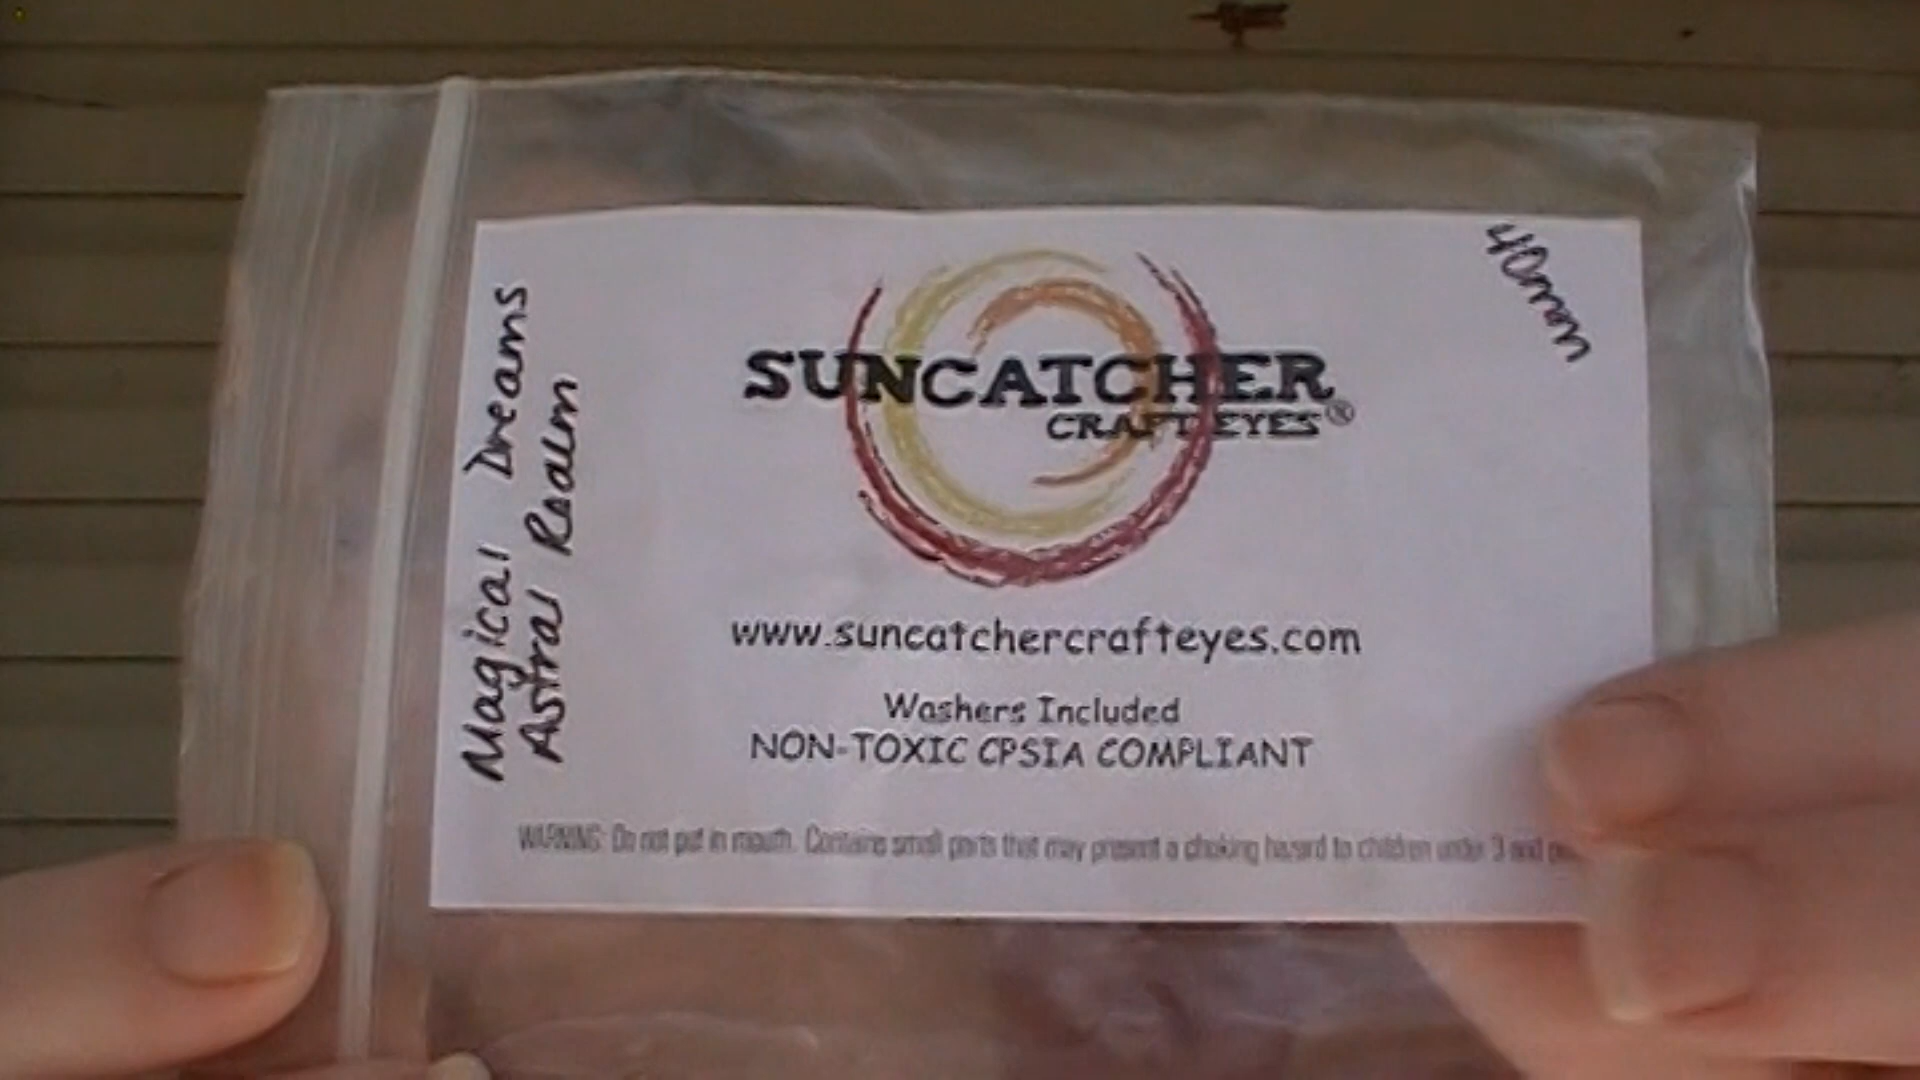 Magical Dreams
Astral Realm
40mm
SUNCATCHER
CRAFT EYES®
www.suncatchercrafteyes.com
Washers Included
NON-TOXIC CPSIA COMPLIANT
WARNING: Do not put in mouth. Contains small parts that may present a choking hazard to children under 3 and